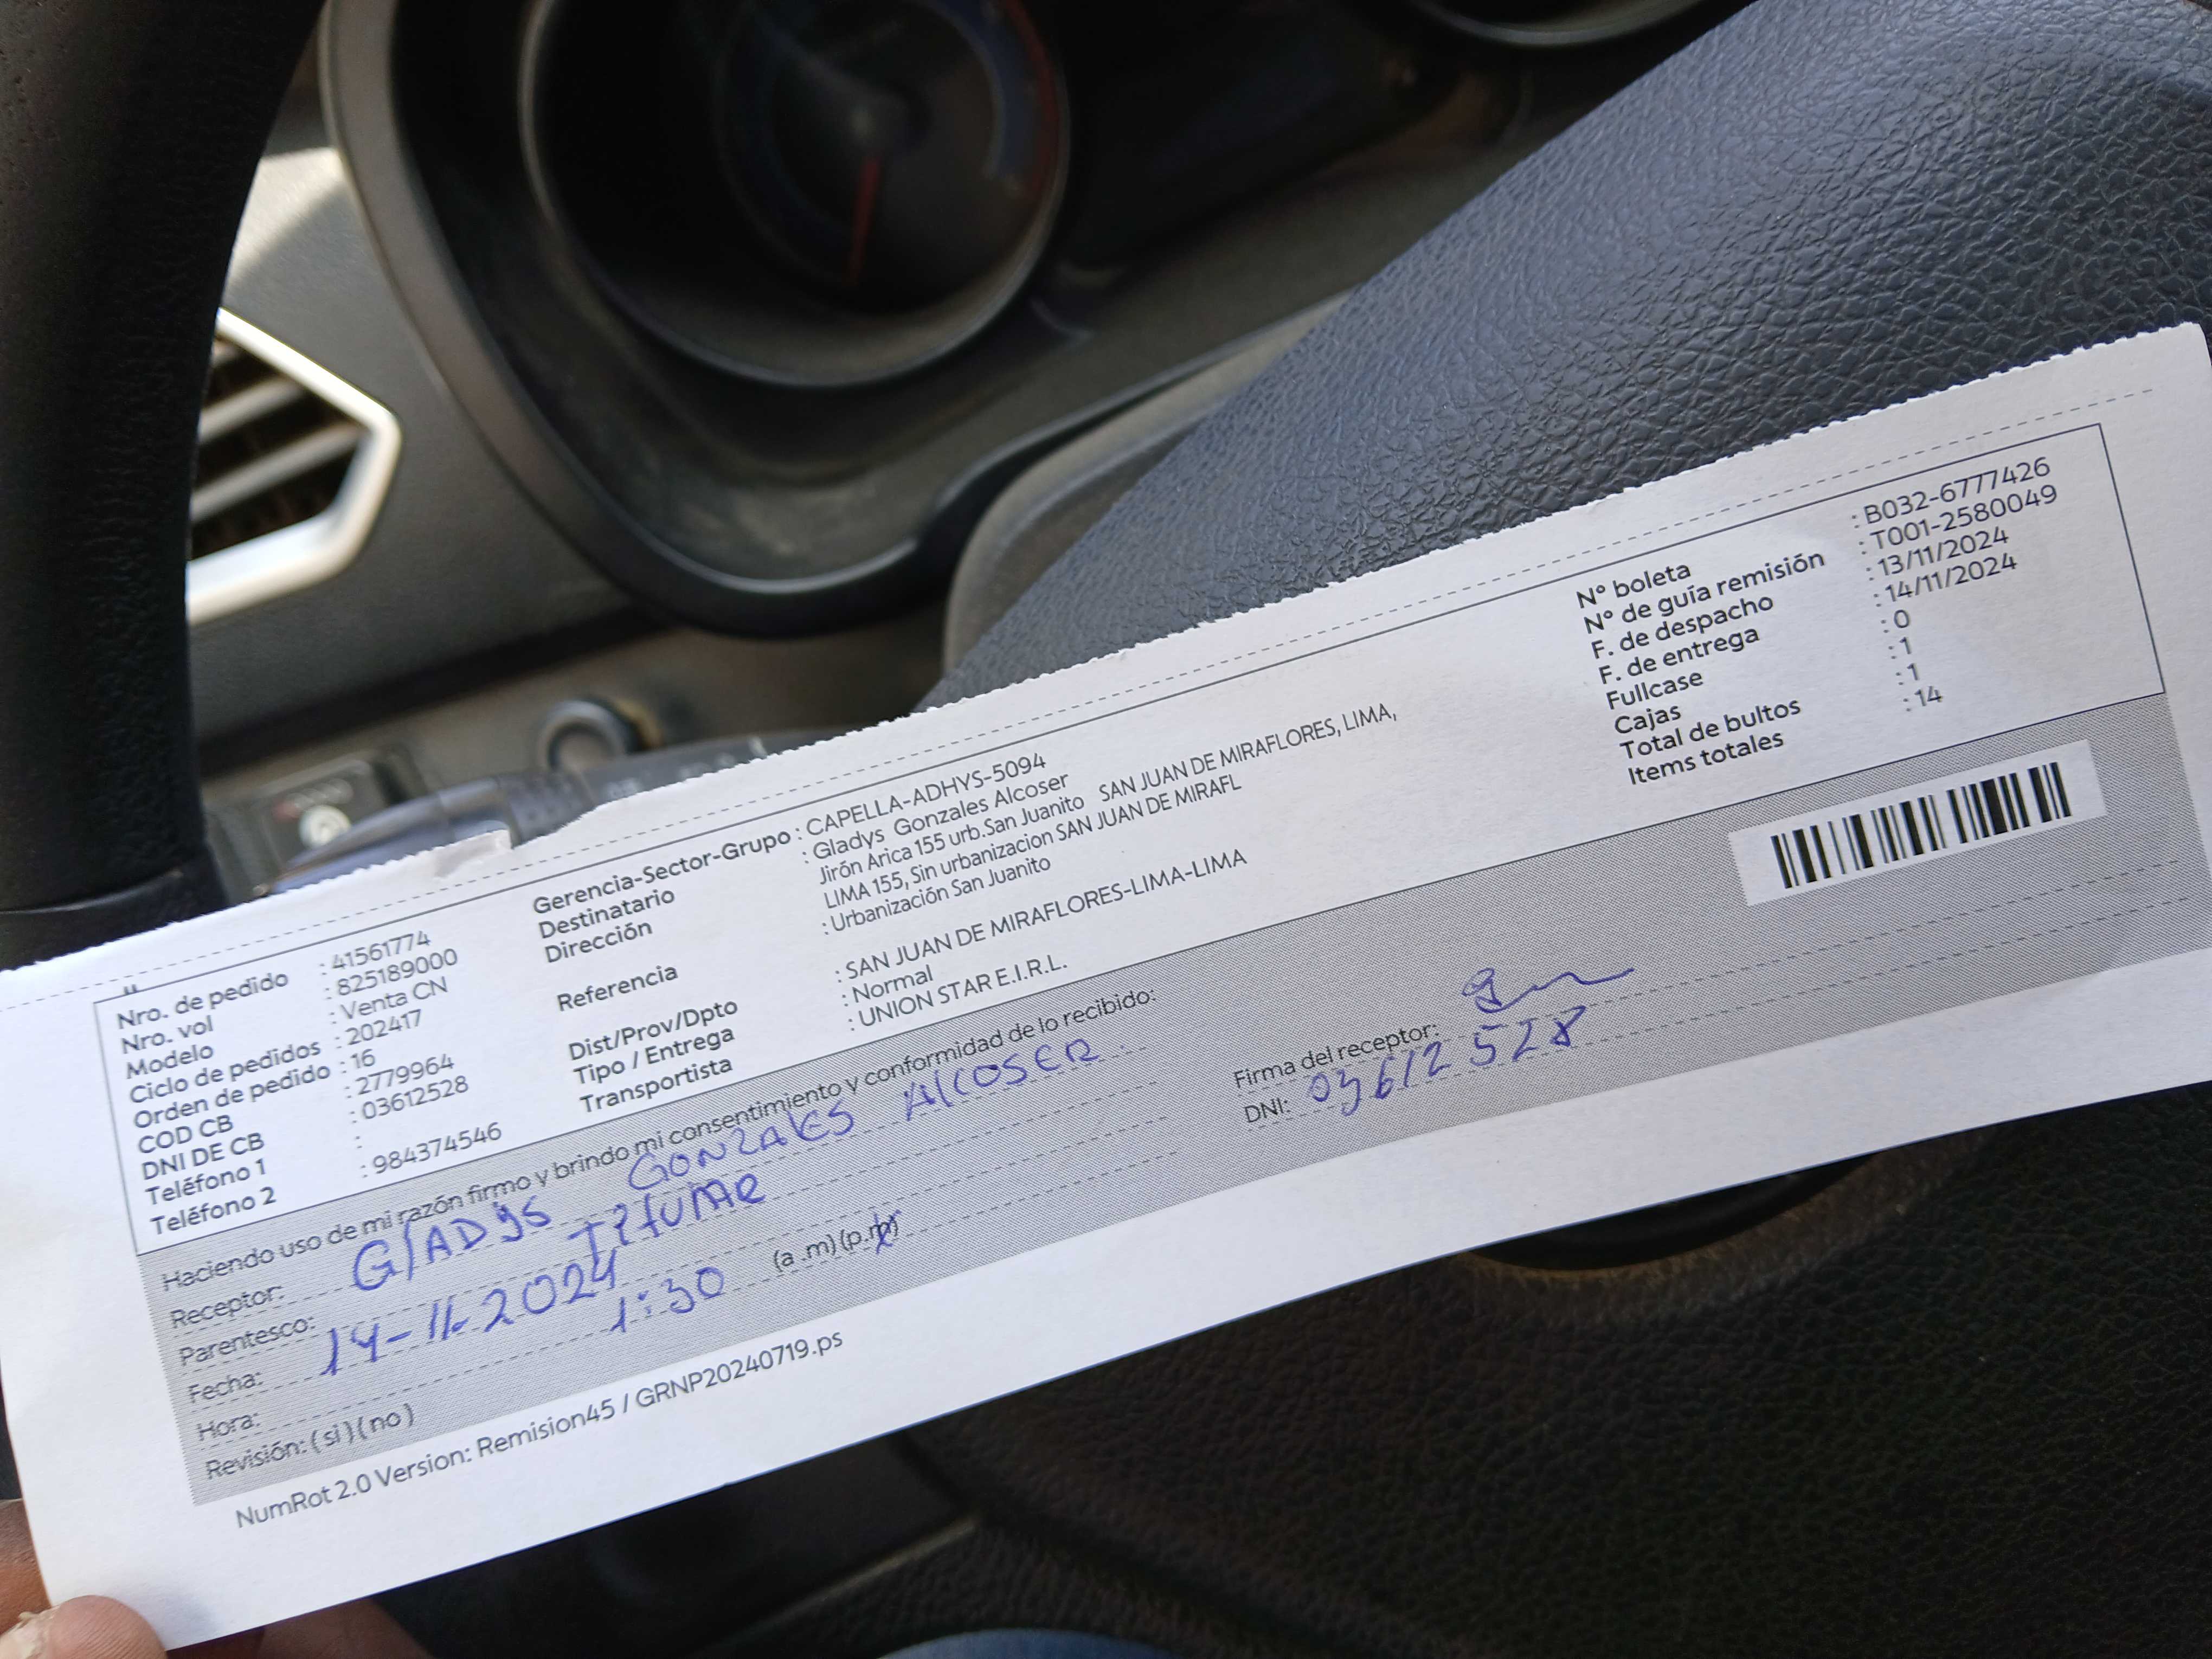 Nro. de pedido : 41561774
Nro. vol : 825189000
Modelo : Venta CN
Ciclo de pedidos : 202417
Orden de pedido : 16
COD CB : 2779964
DNI DE CB : 03612528
Teléfono 1 :
Teléfono 2 : 984374546
Gerencia-Sector-Grupo : CAPELLA-ADHYS-5094
Destinatario : Gladys Gonzales Alcoser
Dirección Jirón Arica 155 urb.San Juanito SAN JUAN DE MIRAFLORES, LIMA,
LIMA 155, Sin urbanizacion SAN JUAN DE MIRAFL
Referencia : Urbanización San Juanito
Dist/Prov/Dpto : SAN JUAN DE MIRAFLORES-LIMA-LIMA
Tipo / Entrega : Normal
Transportista : UNION STAR E.I.R.L.
N° boleta : B032-6777426
N° de guía remisión : T001-2580049
F. de despacho : 13/11/2024
F. de entrega : 14/11/2024
Fullcase : 0
Cajas : 1
Total de bultos : 1
Items totales : 14
Haciendo uso de mi razón firmo y brindo mi consentimiento y conformidad de lo recibido:
Receptor: GlADys GONZALES AlCOSER.
Parentesco: TITULAR
Fecha: 14-11-2024
Hora: 1:30 (a .m) (p.m)
Revisión: ( si ) ( no )
Firma del receptor:
DNI: 03612528
NumRot 2.0 Version: Remision45 / GRNP20240719.ps